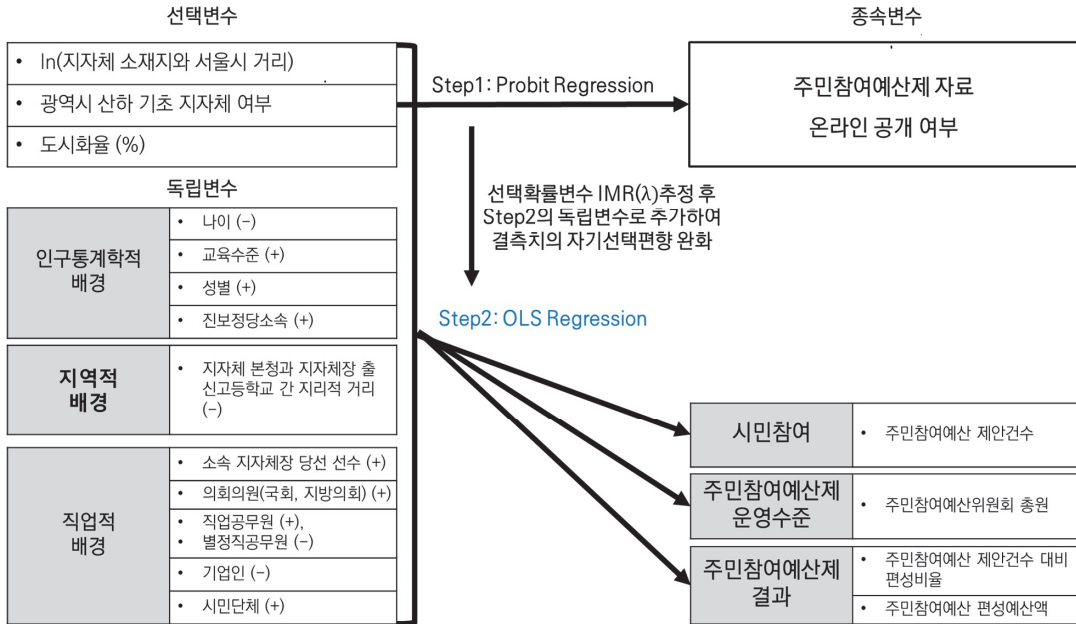 선택변수
• ln(지자체 소재지와 서울시 거리)
• 광역시 산하 기초 지자체 여부
• 도시화율 (%)
Step1: Probit Regression
종속변수
주민참여예산제 자료
온라인 공개 여부
선택확률변수 IMR(λ)추정 후
Step2의 독립변수로 추가하여
결측치의 자기선택편향 완화
Step2: OLS Regression
독립변수
인구통계학적
배경
• 나이 (−)
• 교육수준 (+)
• 성별 (+)
• 진보정당소속 (+)
지역적
배경
• 지자체 본청과 지자체장 출
신고등학교 간 지리적 거리
(−)
직업적
배경
• 소속 지자체장 당선 선수 (+)
• 의회의원(국회, 지방의회) (+)
• 직업공무원 (+),
• 별정직공무원 (−)
• 기업인 (−)
• 시민단체 (+)
시민참여
• 주민참여예산 제안건수
주민참여예산제
운영수준
• 주민참여예산위원회 총원
주민참여예산제
결과
• 주민참여예산 제안건수 대비
편성비율
• 주민참여예산 편성예산액